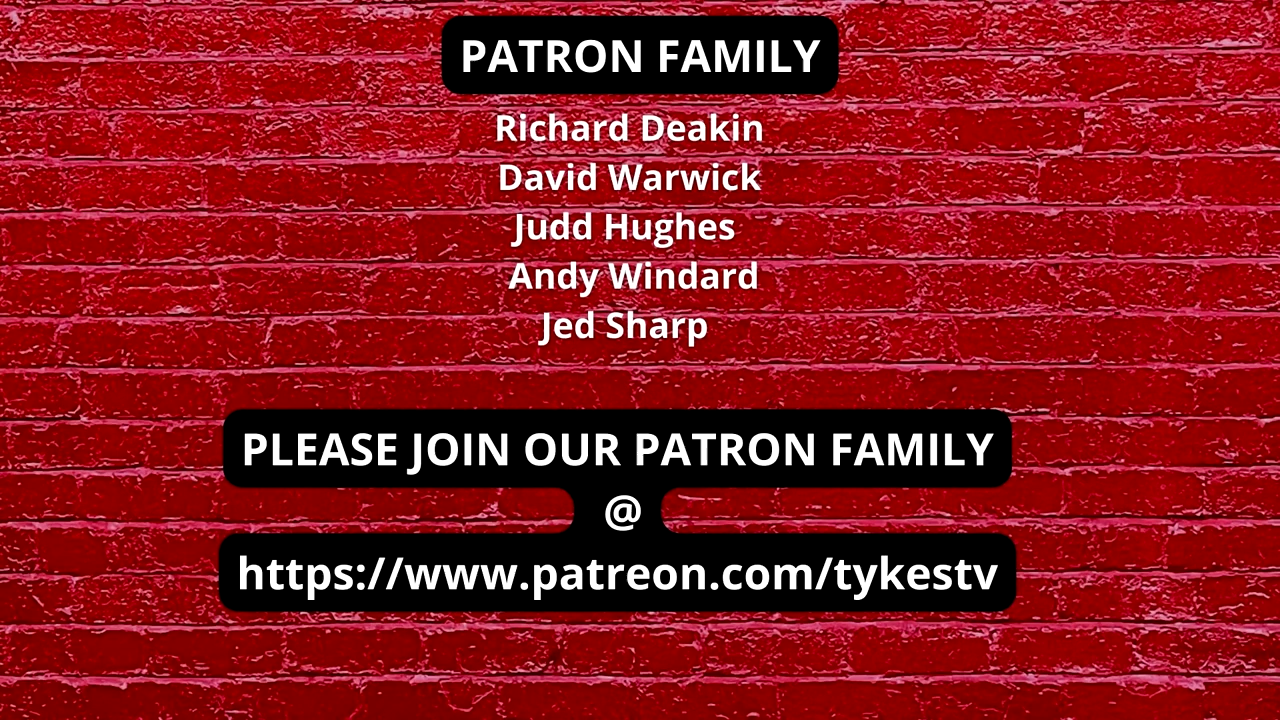 PATRON FAMILY
Richard Deakin
David Warwick
Judd Hughes
Andy Windard
Jed Sharp
PLEASE JOIN OUR PATRON FAMILY
@
https://www.patreon.com/tykestv